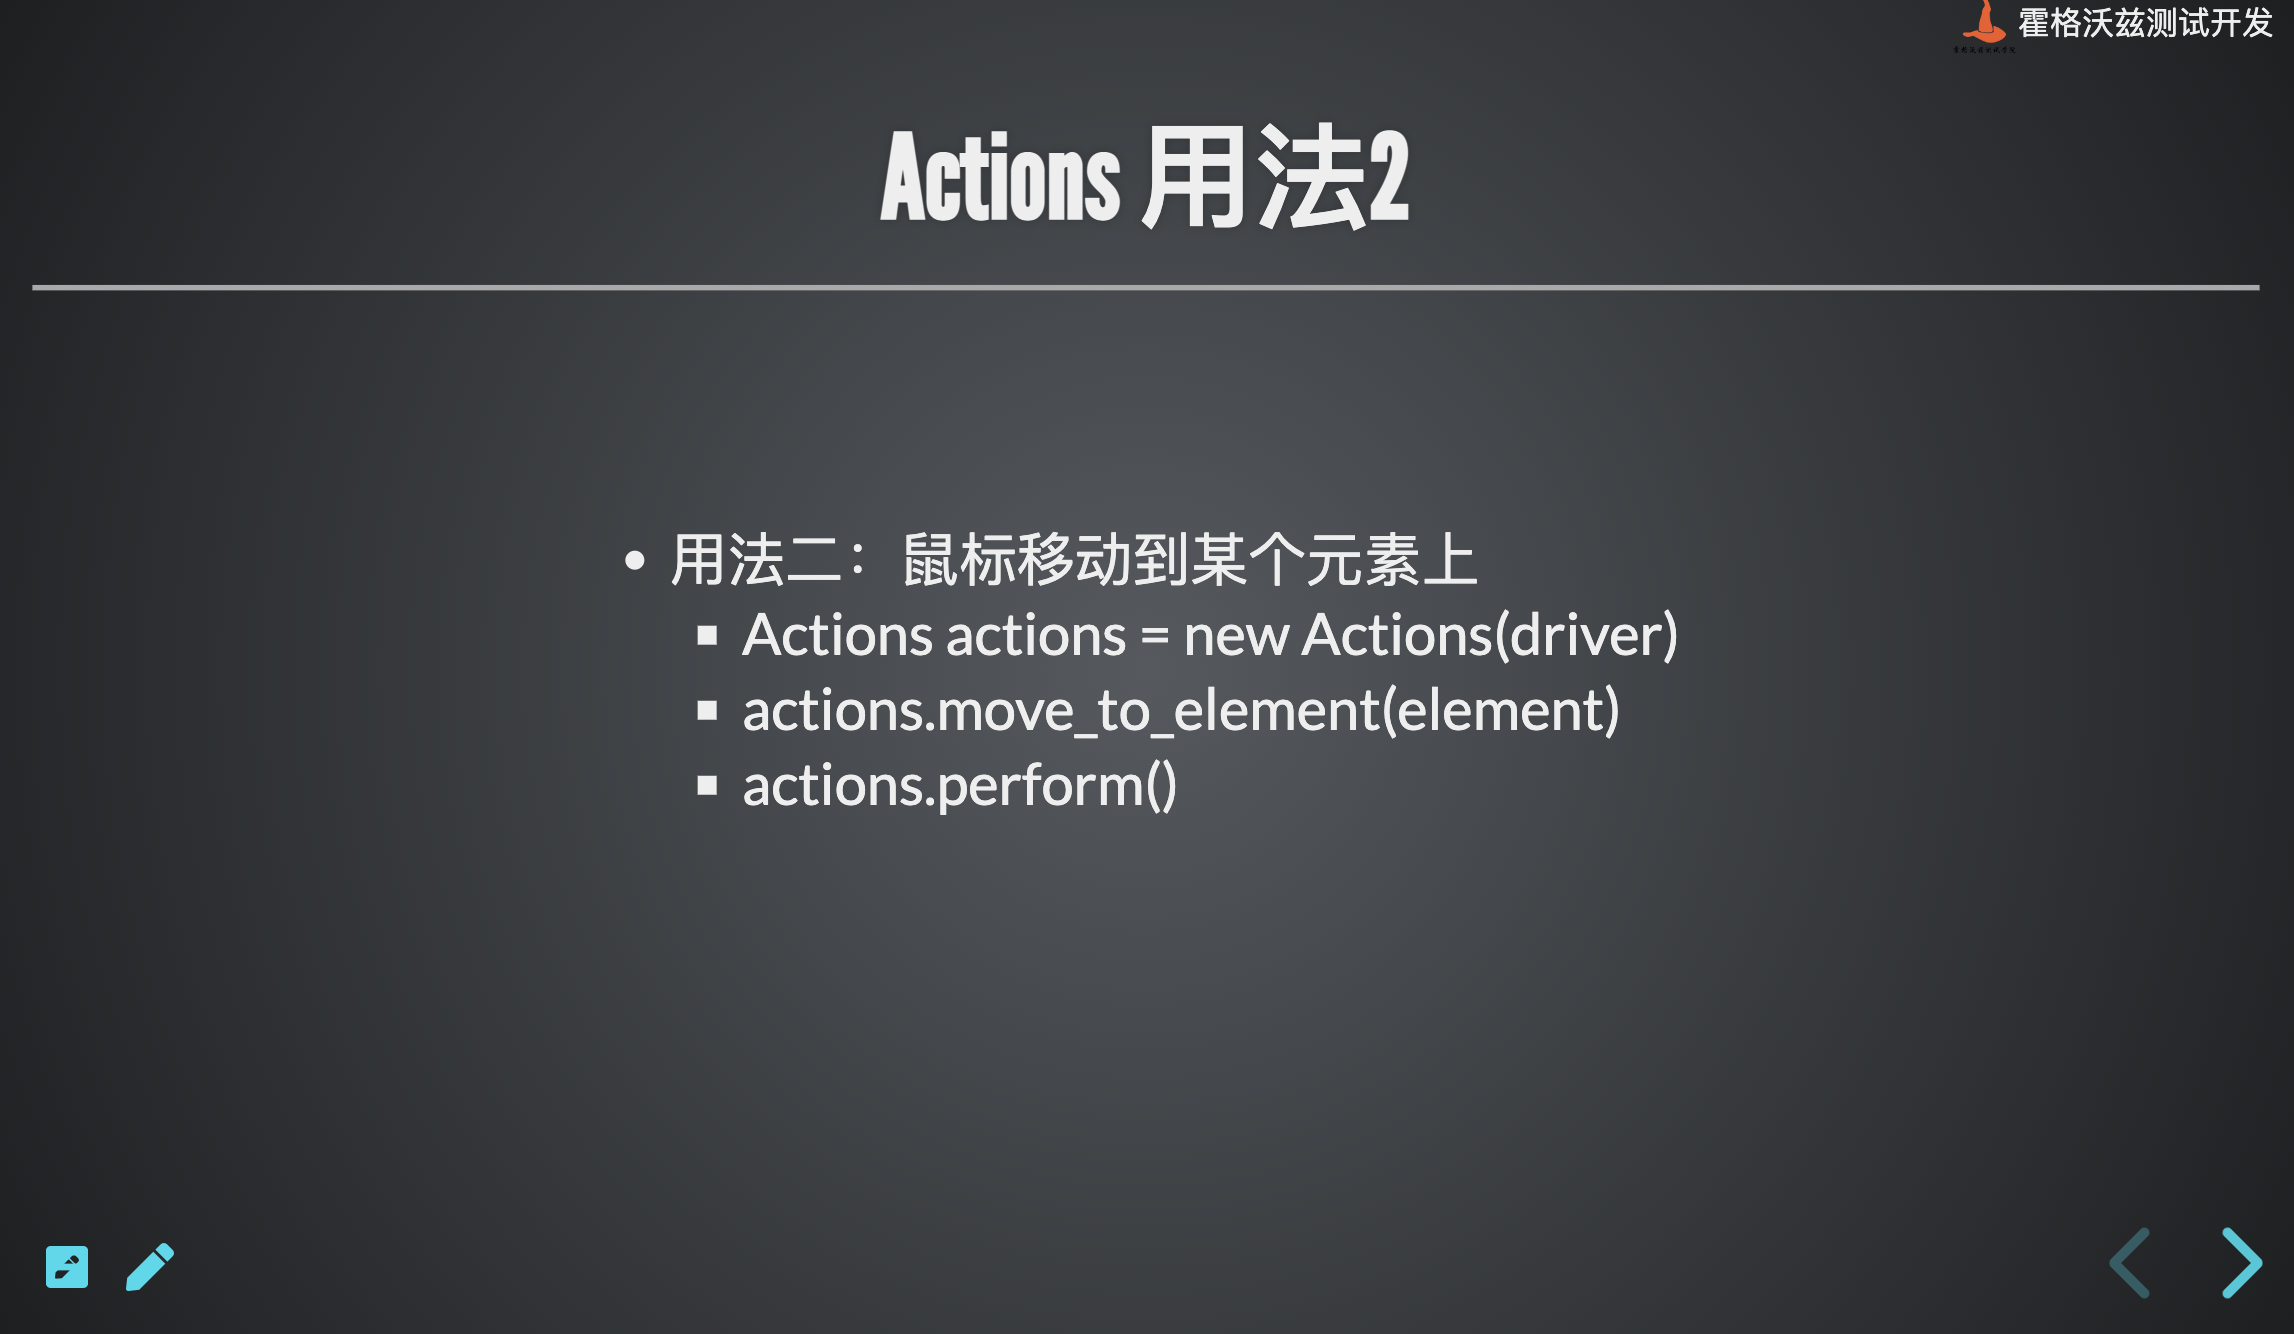 霍格沃兹测试开发
Actions 用法2
用法二：鼠标移动到某个元素上
Actions actions = new Actions(driver)
actions.move_to_element(element)
actions.perform()